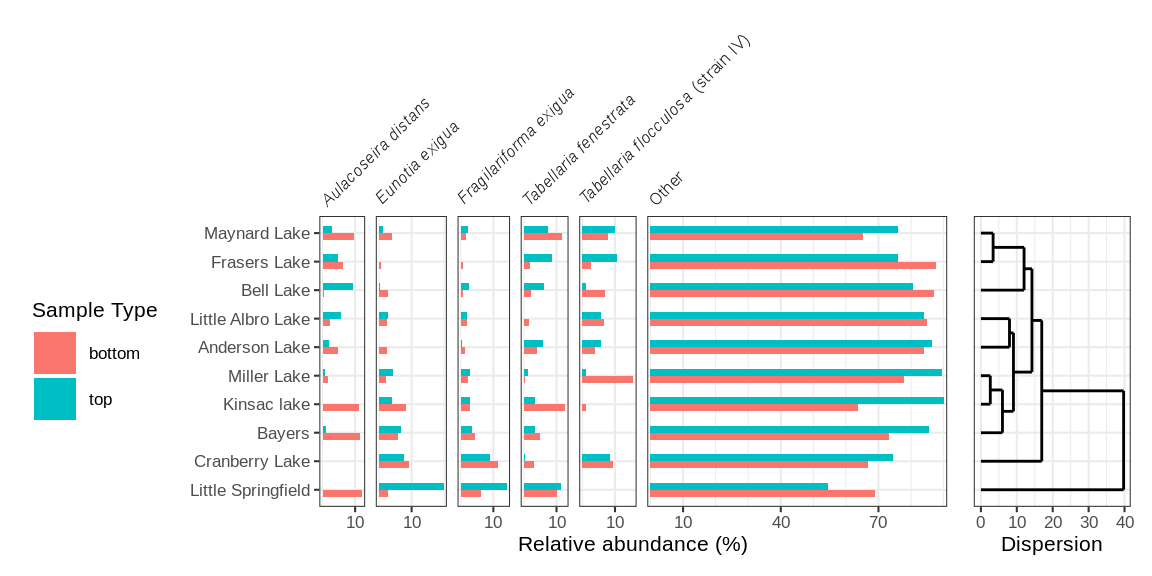 Aulacoseira distans
Eunotia exigua
Fragilariforma exigua
Tabellaria fenestrata
Tabellaria flocculosa (strain IV)
Other
Maynard Lake
Frasers Lake
Bell Lake
Little Albro Lake
Anderson Lake
Miller Lake
Kinsac lake
Bayers
Cranberry Lake
Little Springfield
Sample Type
bottom
top
10 10 10 10 10 10 40 70
0 10 20 30 40
Relative abundance (%)
Dispersion